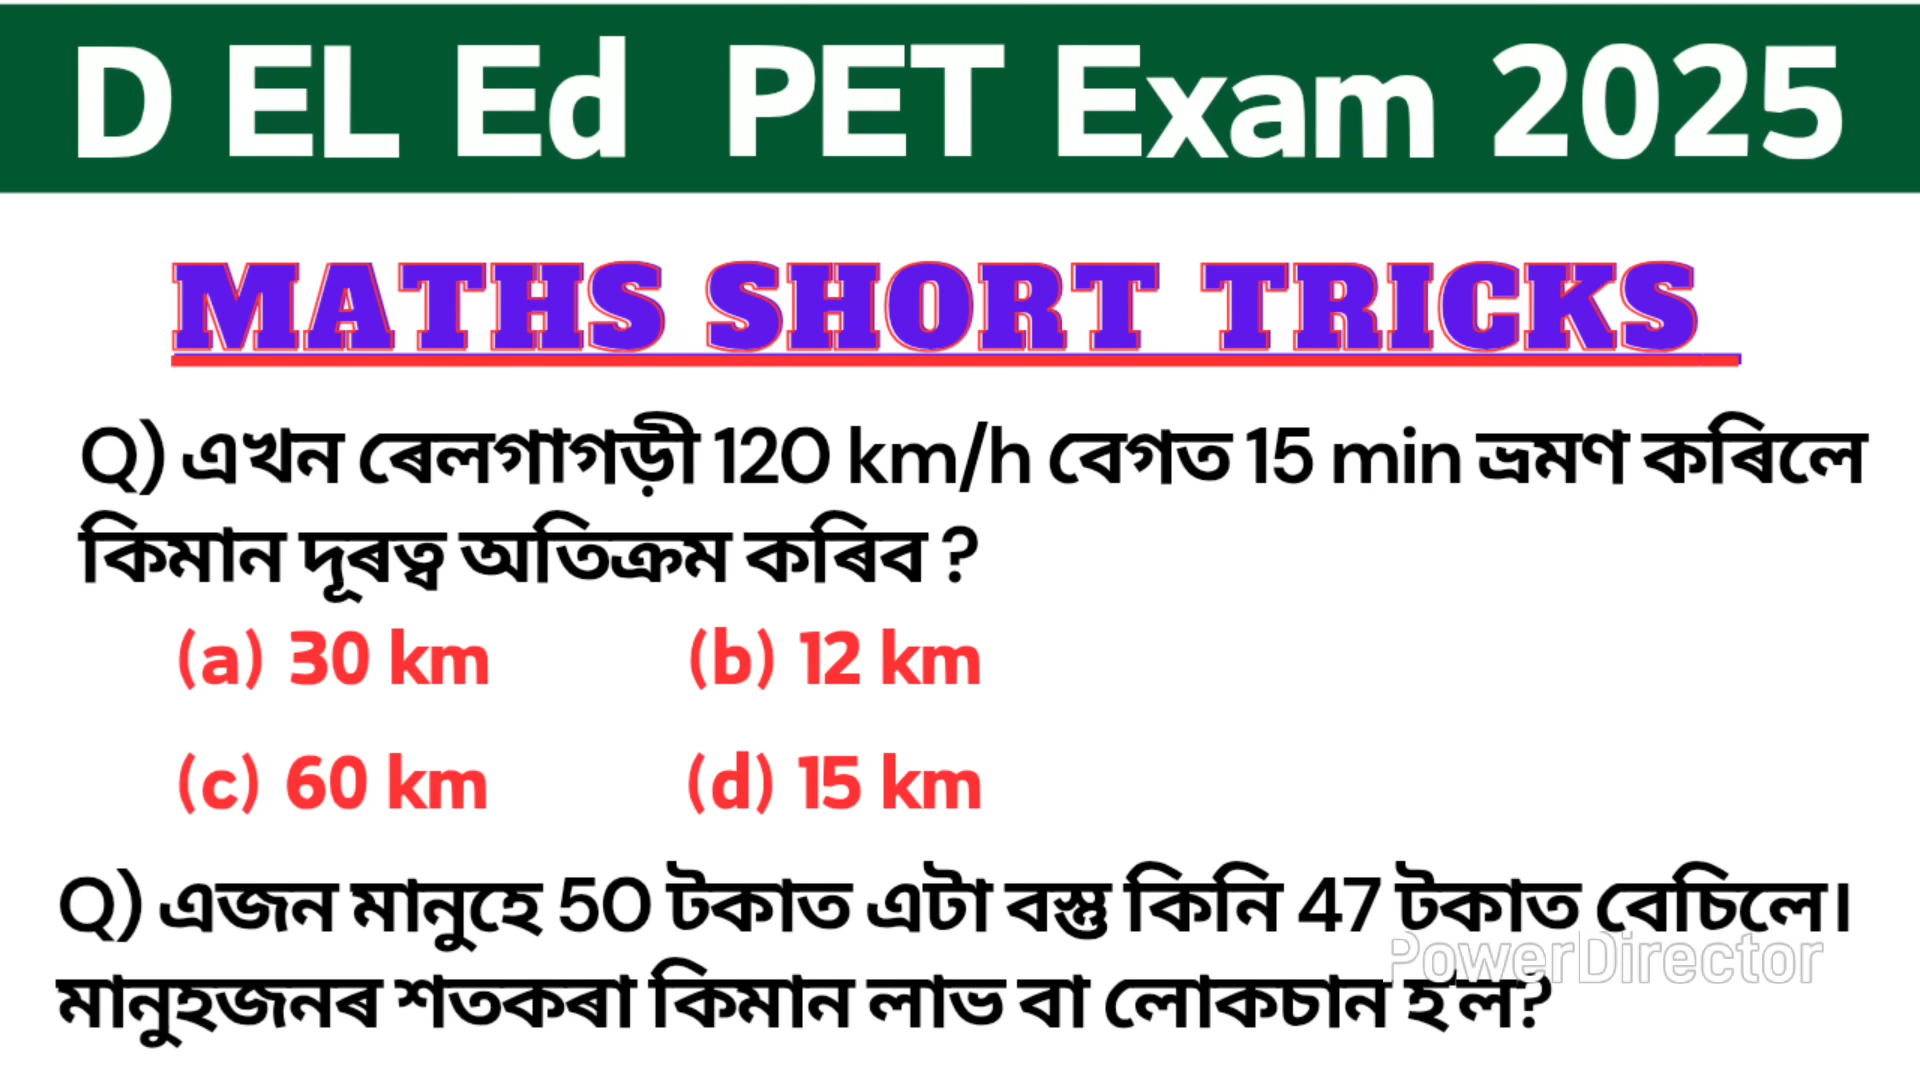 D EL Ed PET Exam 2025
MATHS SHORT TRICKS
Q) এখন ৰেলগাগড়ী 120 km/h বেগত 15 min ভ্ৰমণ কৰিলে
কিমান দূৰত্ব অতিক্ৰম কৰিব ?
(a) 30 km (b) 12 km
(c) 60 km (d) 15 km
Q) এজন মানুহে 50 টকাত এটা বস্তু কিনি 47 টকাত বেচিলে।
PowerDirector
মানুহজনৰ শতকৰা কিমান লাভ বা লোকচান হ'ল?